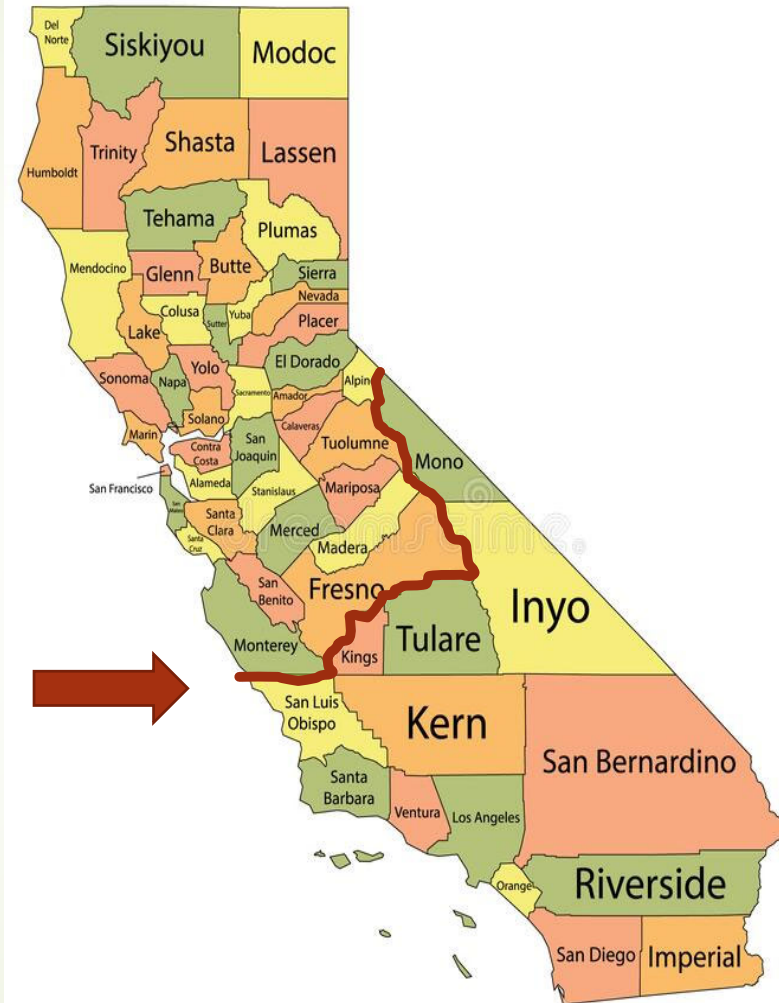 Del
Norte
Siskiyou
Modoc
Humboldt
Trinity
Shasta
Lassen
Tehama
Plumas
Mendocino
Glenn
Butte
Sierra
Nevada
Colusa
Sutter
Yuba
Placer
Lake
El Dorado
Sonoma
Napa
Yolo
Sacramento
Amador
Alpin
Marin
Solano
Calaveras
Tuolumne
Mono
Contra
Costa
San
Joaquin
San Francisco
Alameda
Stanislaus
Mariposa
San
Mateo
Santa
Clara
Santa
Cruz
Merced
Madera
San
Benito
Fresno
Inyo
Monterey
Kings
Tulare
San Luis
Obispo
Kern
San Bernardino
Santa
Barbara
Ventura
Los Angeles
Orange
Riverside
San Diego
Imperial